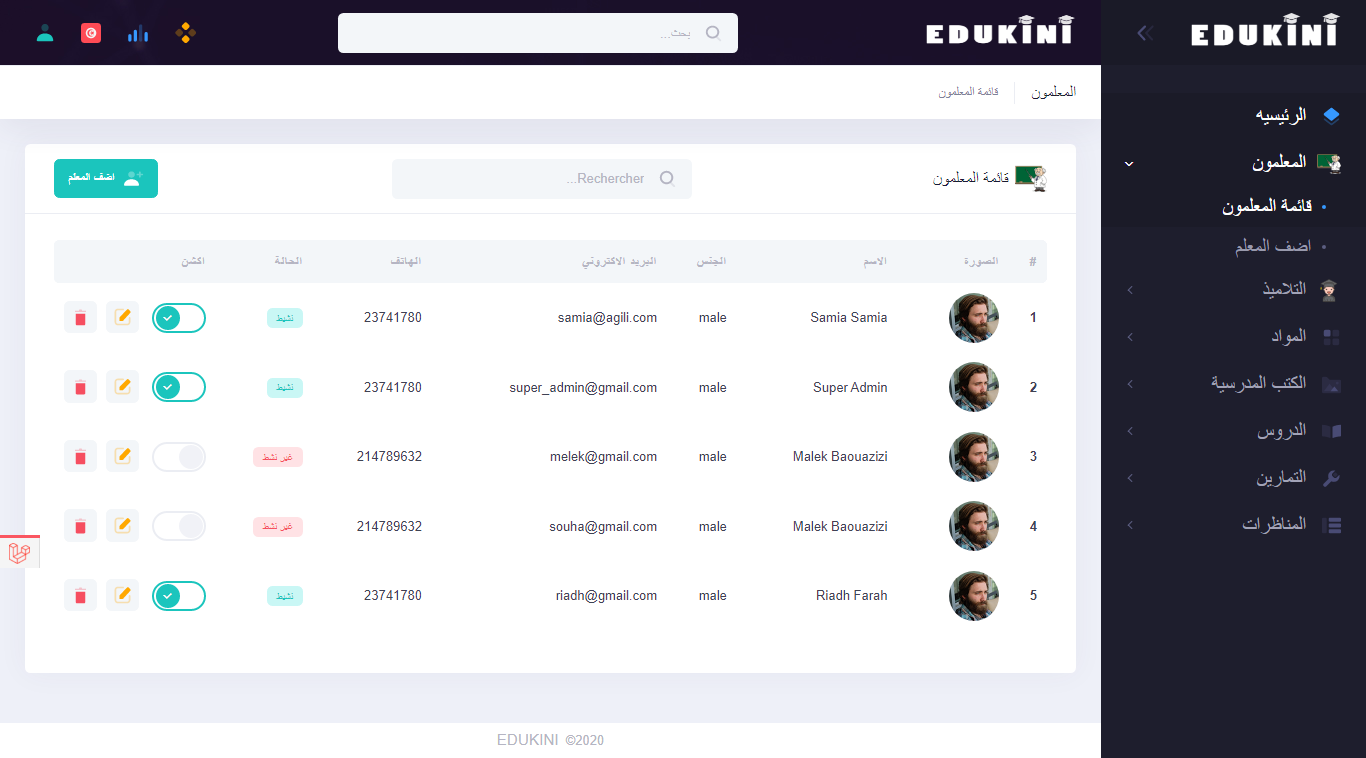 EDUKINI
EDUKINI
بحث...
الرئيسيه
المعلمون
قائمة المعلمون
اضف المعلم
التلاميذ
المواد
الكتب المدرسية
الدروس
التمارين
المناظرات
المعلمون
قائمة المعلمون
قائمة المعلمون
Rechercher...
اضف المعلم
# الصورة الاسم الجنس البريد الاكتروني الهاتف الحالة اكشن
1 Samia Samia male samia@agili.com 23741780 نشيط
2 Super Admin male super_admin@gmail.com 23741780 نشيط
3 Malek Baouazizi male melek@gmail.com 214789632 غير نشط
4 Malek Baouazizi male souha@gmail.com 214789632 غير نشط
5 Riadh Farah male riadh@gmail.com 23741780 نشيط
EDUKINI ©2020